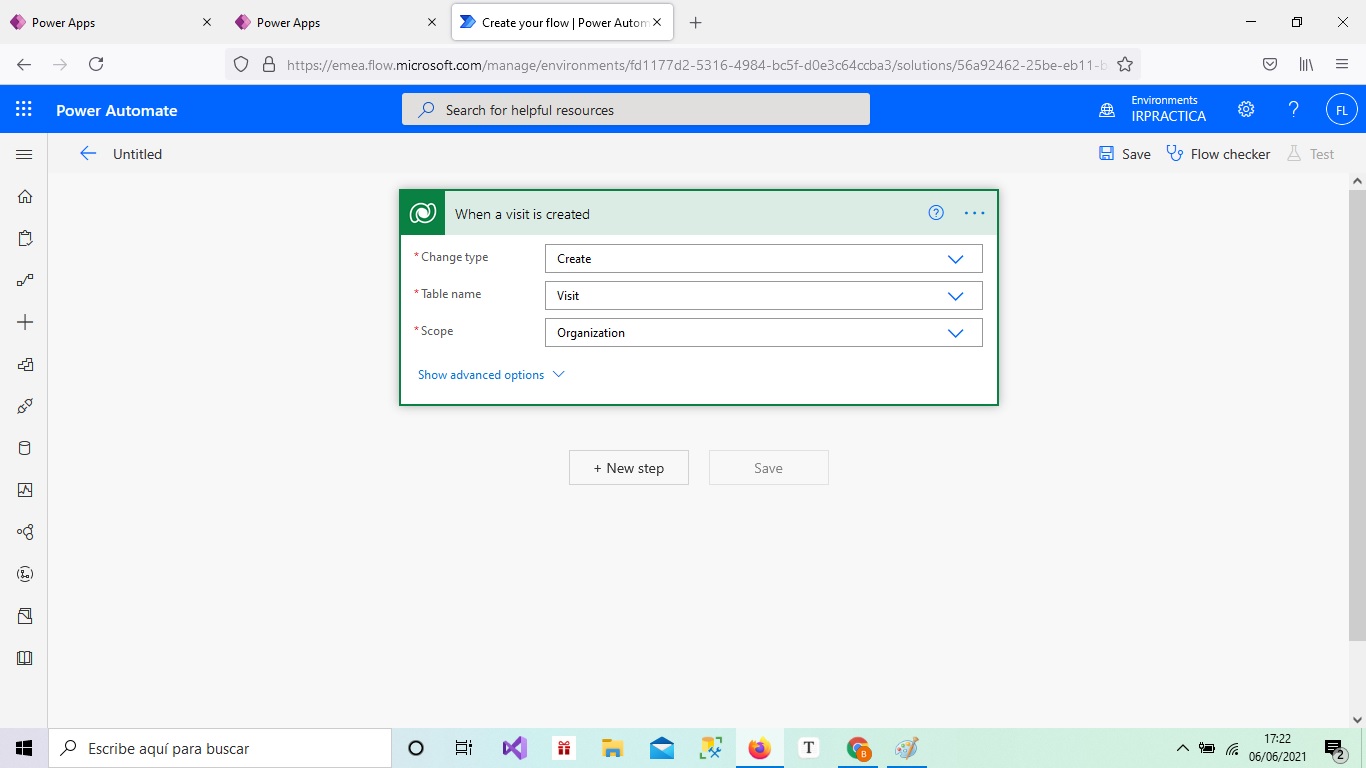 Power Apps
Power Apps
Create your flow | Power Autom
https://emea.flow.microsoft.com/manage/environments/fd1177d2-5316-4984-bc5f-d0e3c64ccba3/solutions/56a92462-25be-eb11-b
Power Automate
Search for helpful resources
Environments
IRPRACTICA
?
FL
Untitled
Save
Flow checker
Test
When a visit is created
?
...
* Change type
Create
* Table name
Visit
* Scope
Organization
Show advanced options
+ New step
Save
Escribe aquí para buscar
T
B
17:22
06/06/2021
2